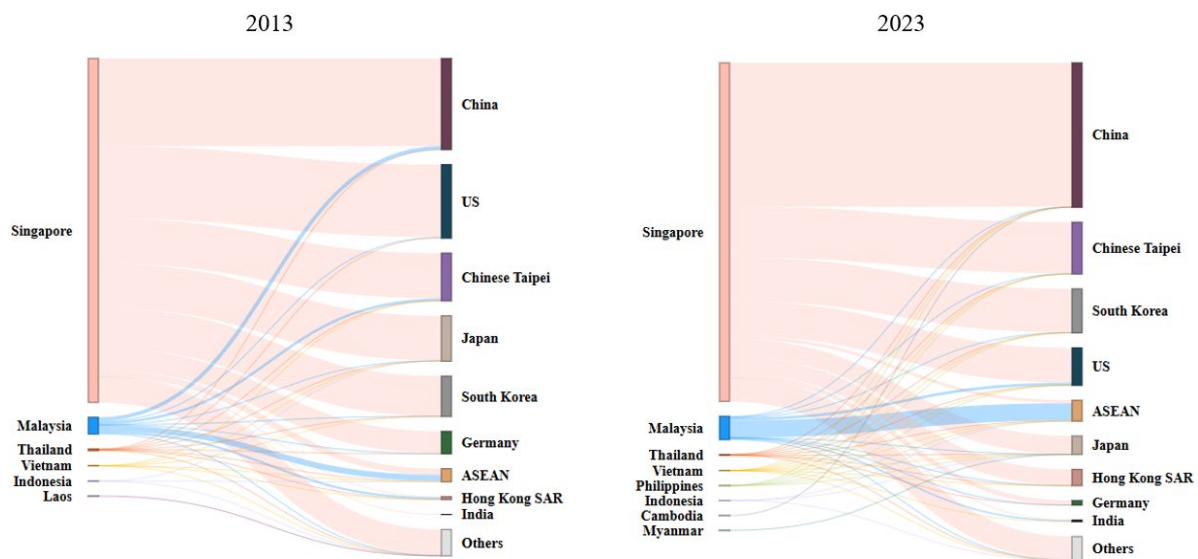 2013
Singapore
Malaysia
Thailand
Vietnam
Indonesia
Laos
China
US
Chinese Taipei
Japan
South Korea
Germany
ASEAN
Hong Kong SAR
India
Others
2023
Singapore
Malaysia
Thailand
Vietnam
Philippines
Indonesia
Cambodia
Myanmar
China
Chinese Taipei
South Korea
US
ASEAN
Japan
Hong Kong SAR
Germany
India
Others